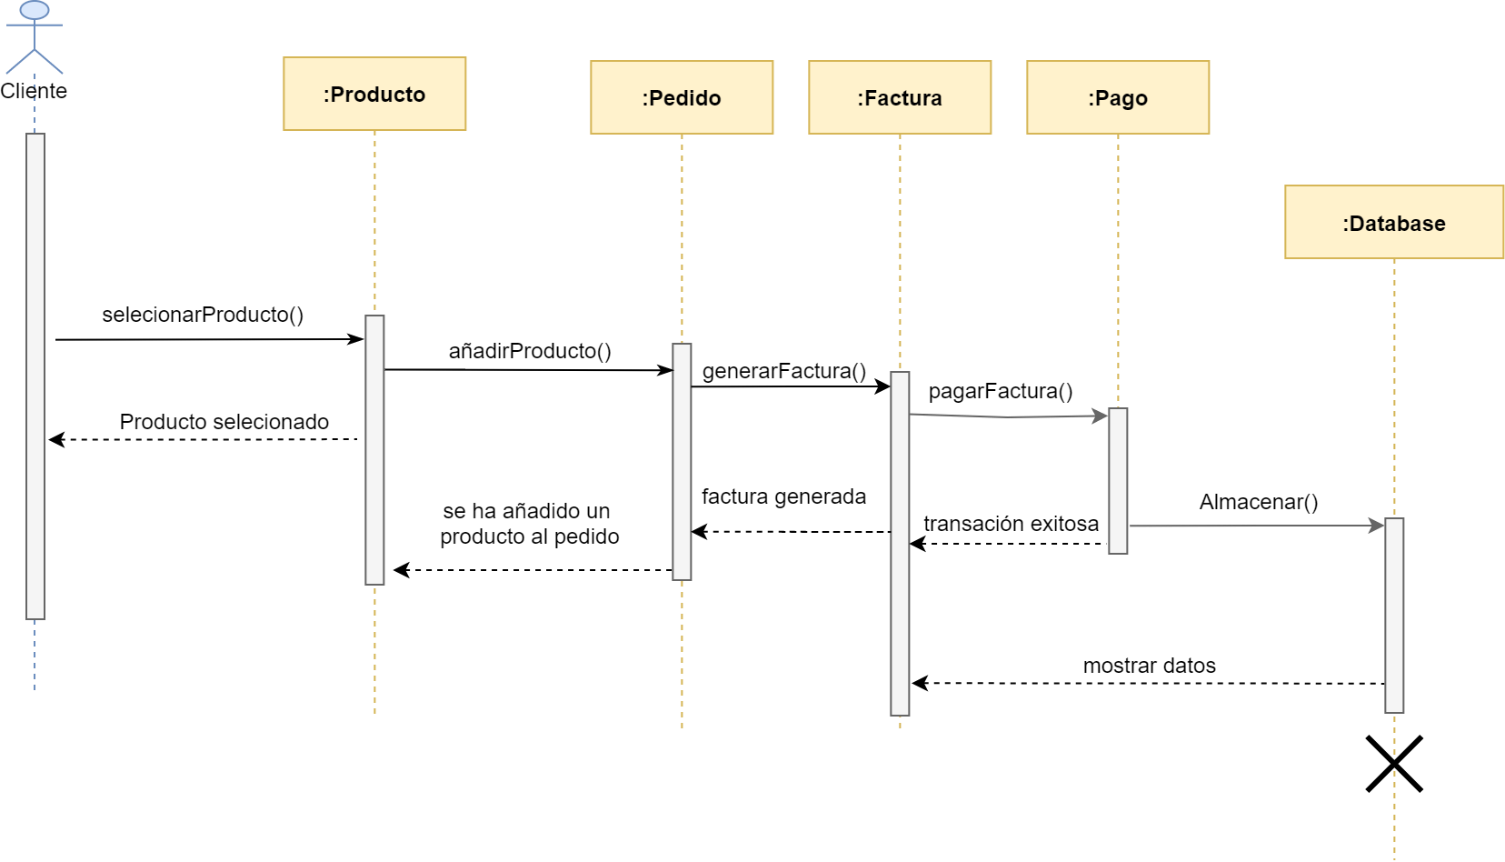 Cliente
:Producto
:Pedido
:Factura
:Pago
:Database
selecionarProducto()
añadirProducto()
generarFactura()
pagarFactura()
Producto selecionado
factura generada
Almacenar()
se ha añadido un
producto al pedido
transación exitosa
mostrar datos